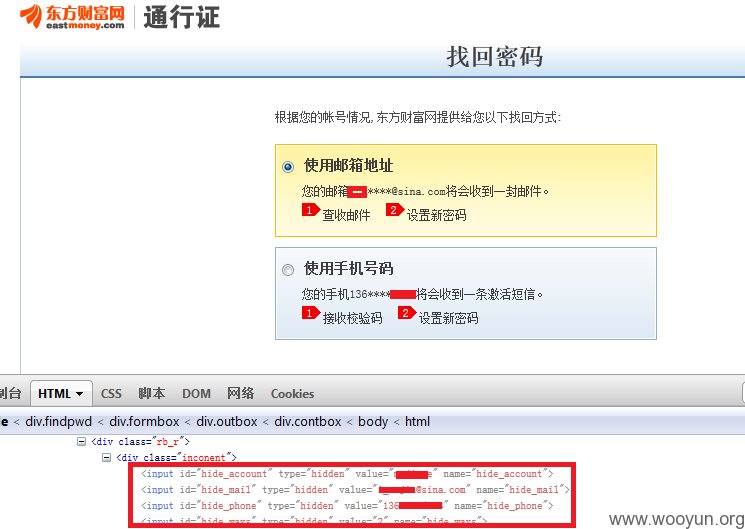 东方财富网 通行证
eastmoney.com
找回密码
根据您的帐号情况,东方财富网提供给您以下找回方式:
使用邮箱地址
您的邮箱****@sina.com将会收到一封邮件。
1 查收邮件 2 设置新密码
使用手机号码
您的手机136****将会收到一条激活短信。
1 接收校验码 2 设置新密码
制台 HTML CSS 脚本 DOM 网络 Cookies
e < div.findpwd < div.formbox < div.outbox < div.contbox < body < html
<div class="rb_r">
<div class="inconent">
<input id="hide_account" type="hidden" value="" name="hide_account">
<input id="hide_mail" type="hidden" value="@sina.com" name="hide_mail">
<input id="hide_phone" type="hidden" value="136" name="hide_phone">
<input id="hide_ways" type="hidden" value="2" name="hide_ways">
www.wooyun.org